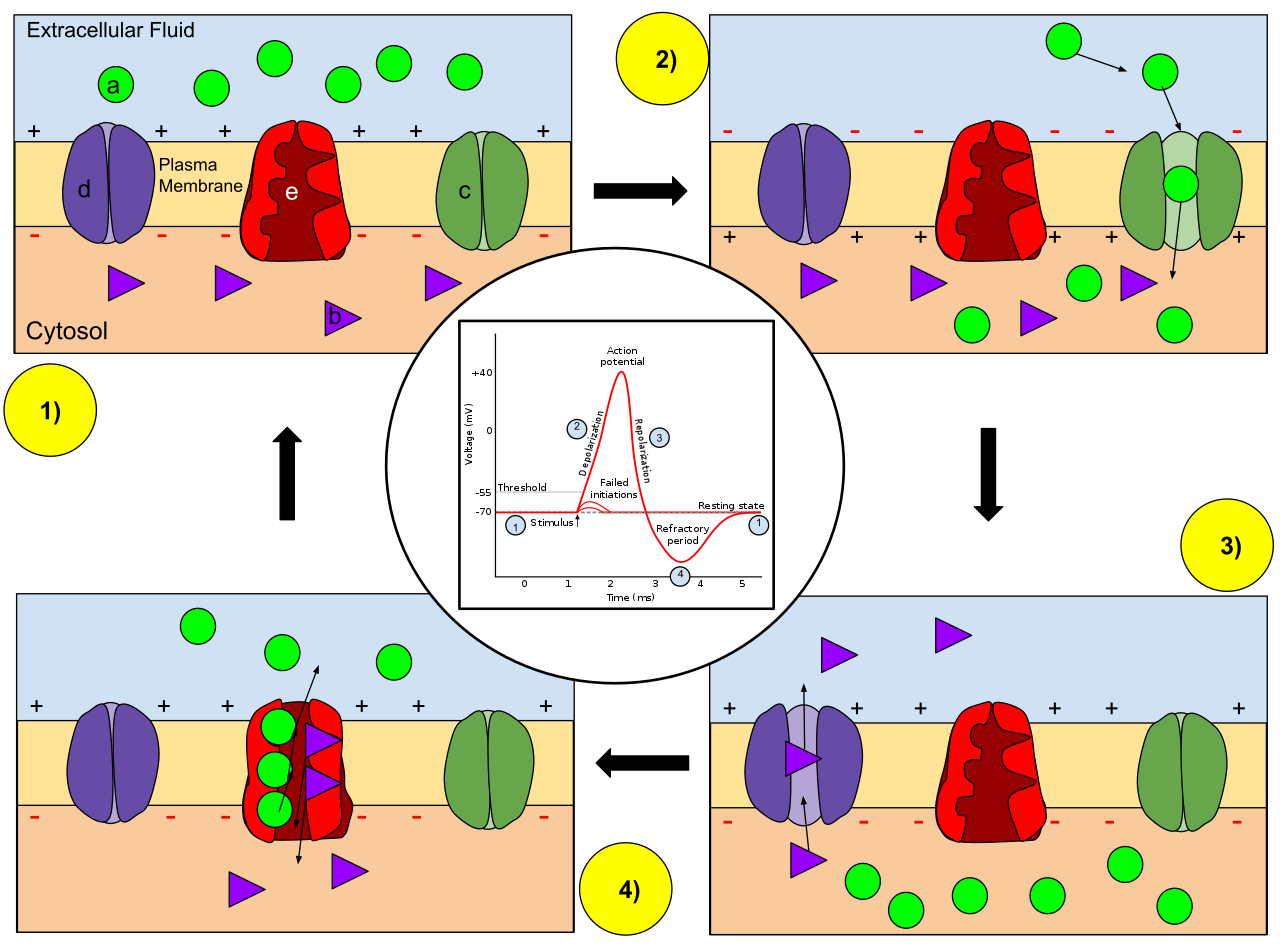 Extracellular Fluid
a
+ + + + + +
d
Plasma
Membrane
e
c
- - - - - -
b
Cytosol
1)
2)
- - - - - -
+ + + + + +
Action
potential
+40
0
-55
-70
Voltage (mV)
2
Depolarization
Repolarization
3
Threshold
Failed
initiations
Resting state
1
Stimulus
Refractory
period
1
4
0 1 2 3 4 5
Time (ms)
3)
+ + + + + +
- - - - - -
+ + + + + +
- - - - - -
4)